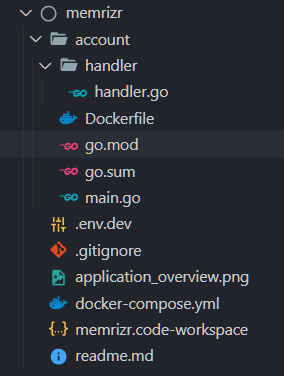 memrizr
account
handler
GO handler.go
Dockerfile
GO go.mod
GO go.sum
GO main.go
.env.dev
.gitignore
application_overview.png
docker-compose.yml
{..} memrizr.code-workspace
i readme.md